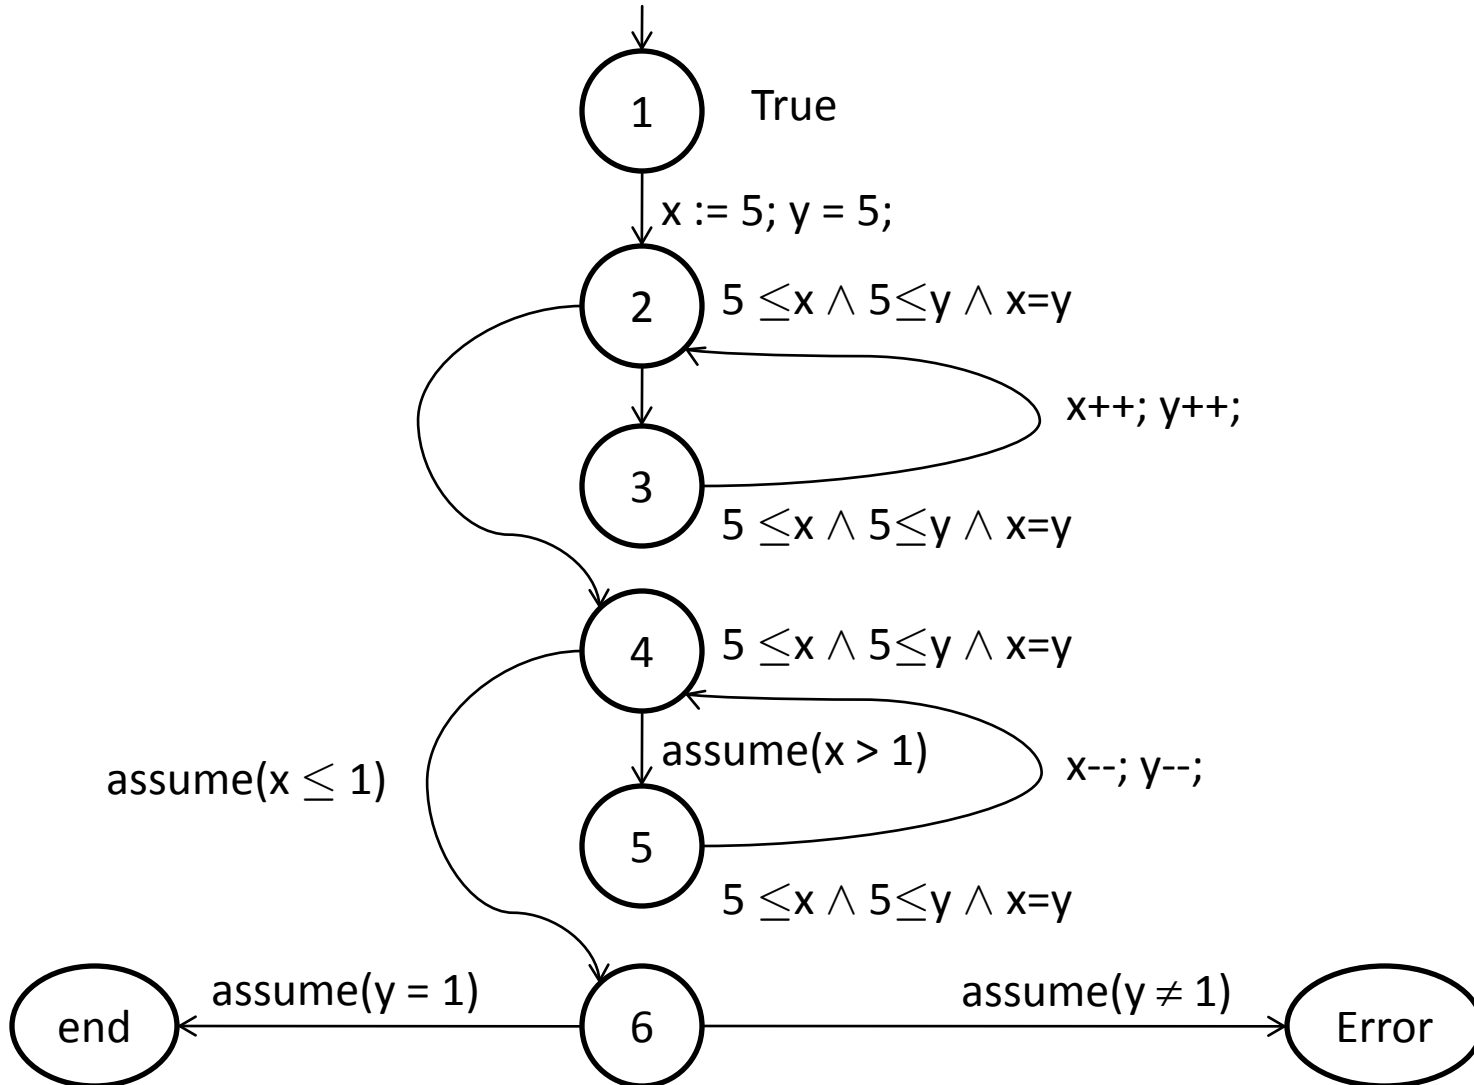 1 True
x := 5; y = 5;
2 5 ≤x ∧ 5≤y ∧ x=y
x++; y++;
3
5 ≤x ∧ 5≤y ∧ x=y
4 5 ≤x ∧ 5≤y ∧ x=y
assume(x > 1)
assume(x ≤ 1)
x--; y--;
5
5 ≤x ∧ 5≤y ∧ x=y
assume(y = 1)
assume(y ≠ 1)
end
6
Error